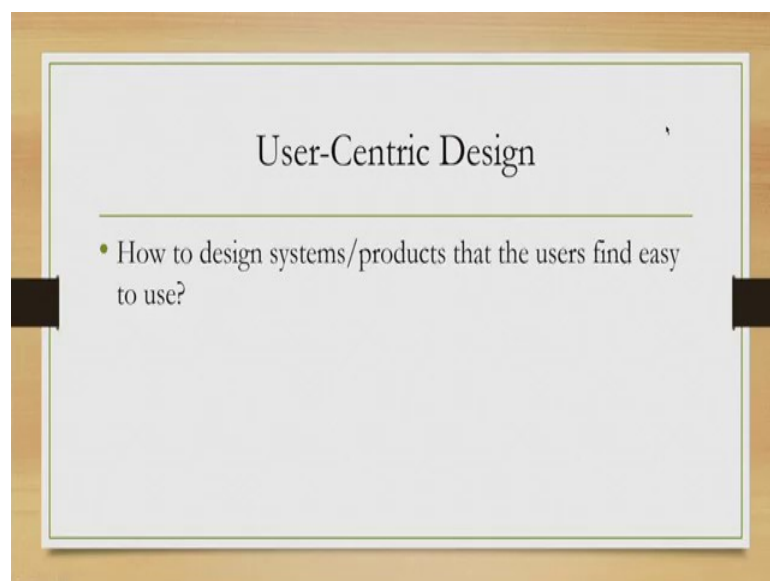 User-Centric Design
• How to design systems/products that the users find easy
to use?